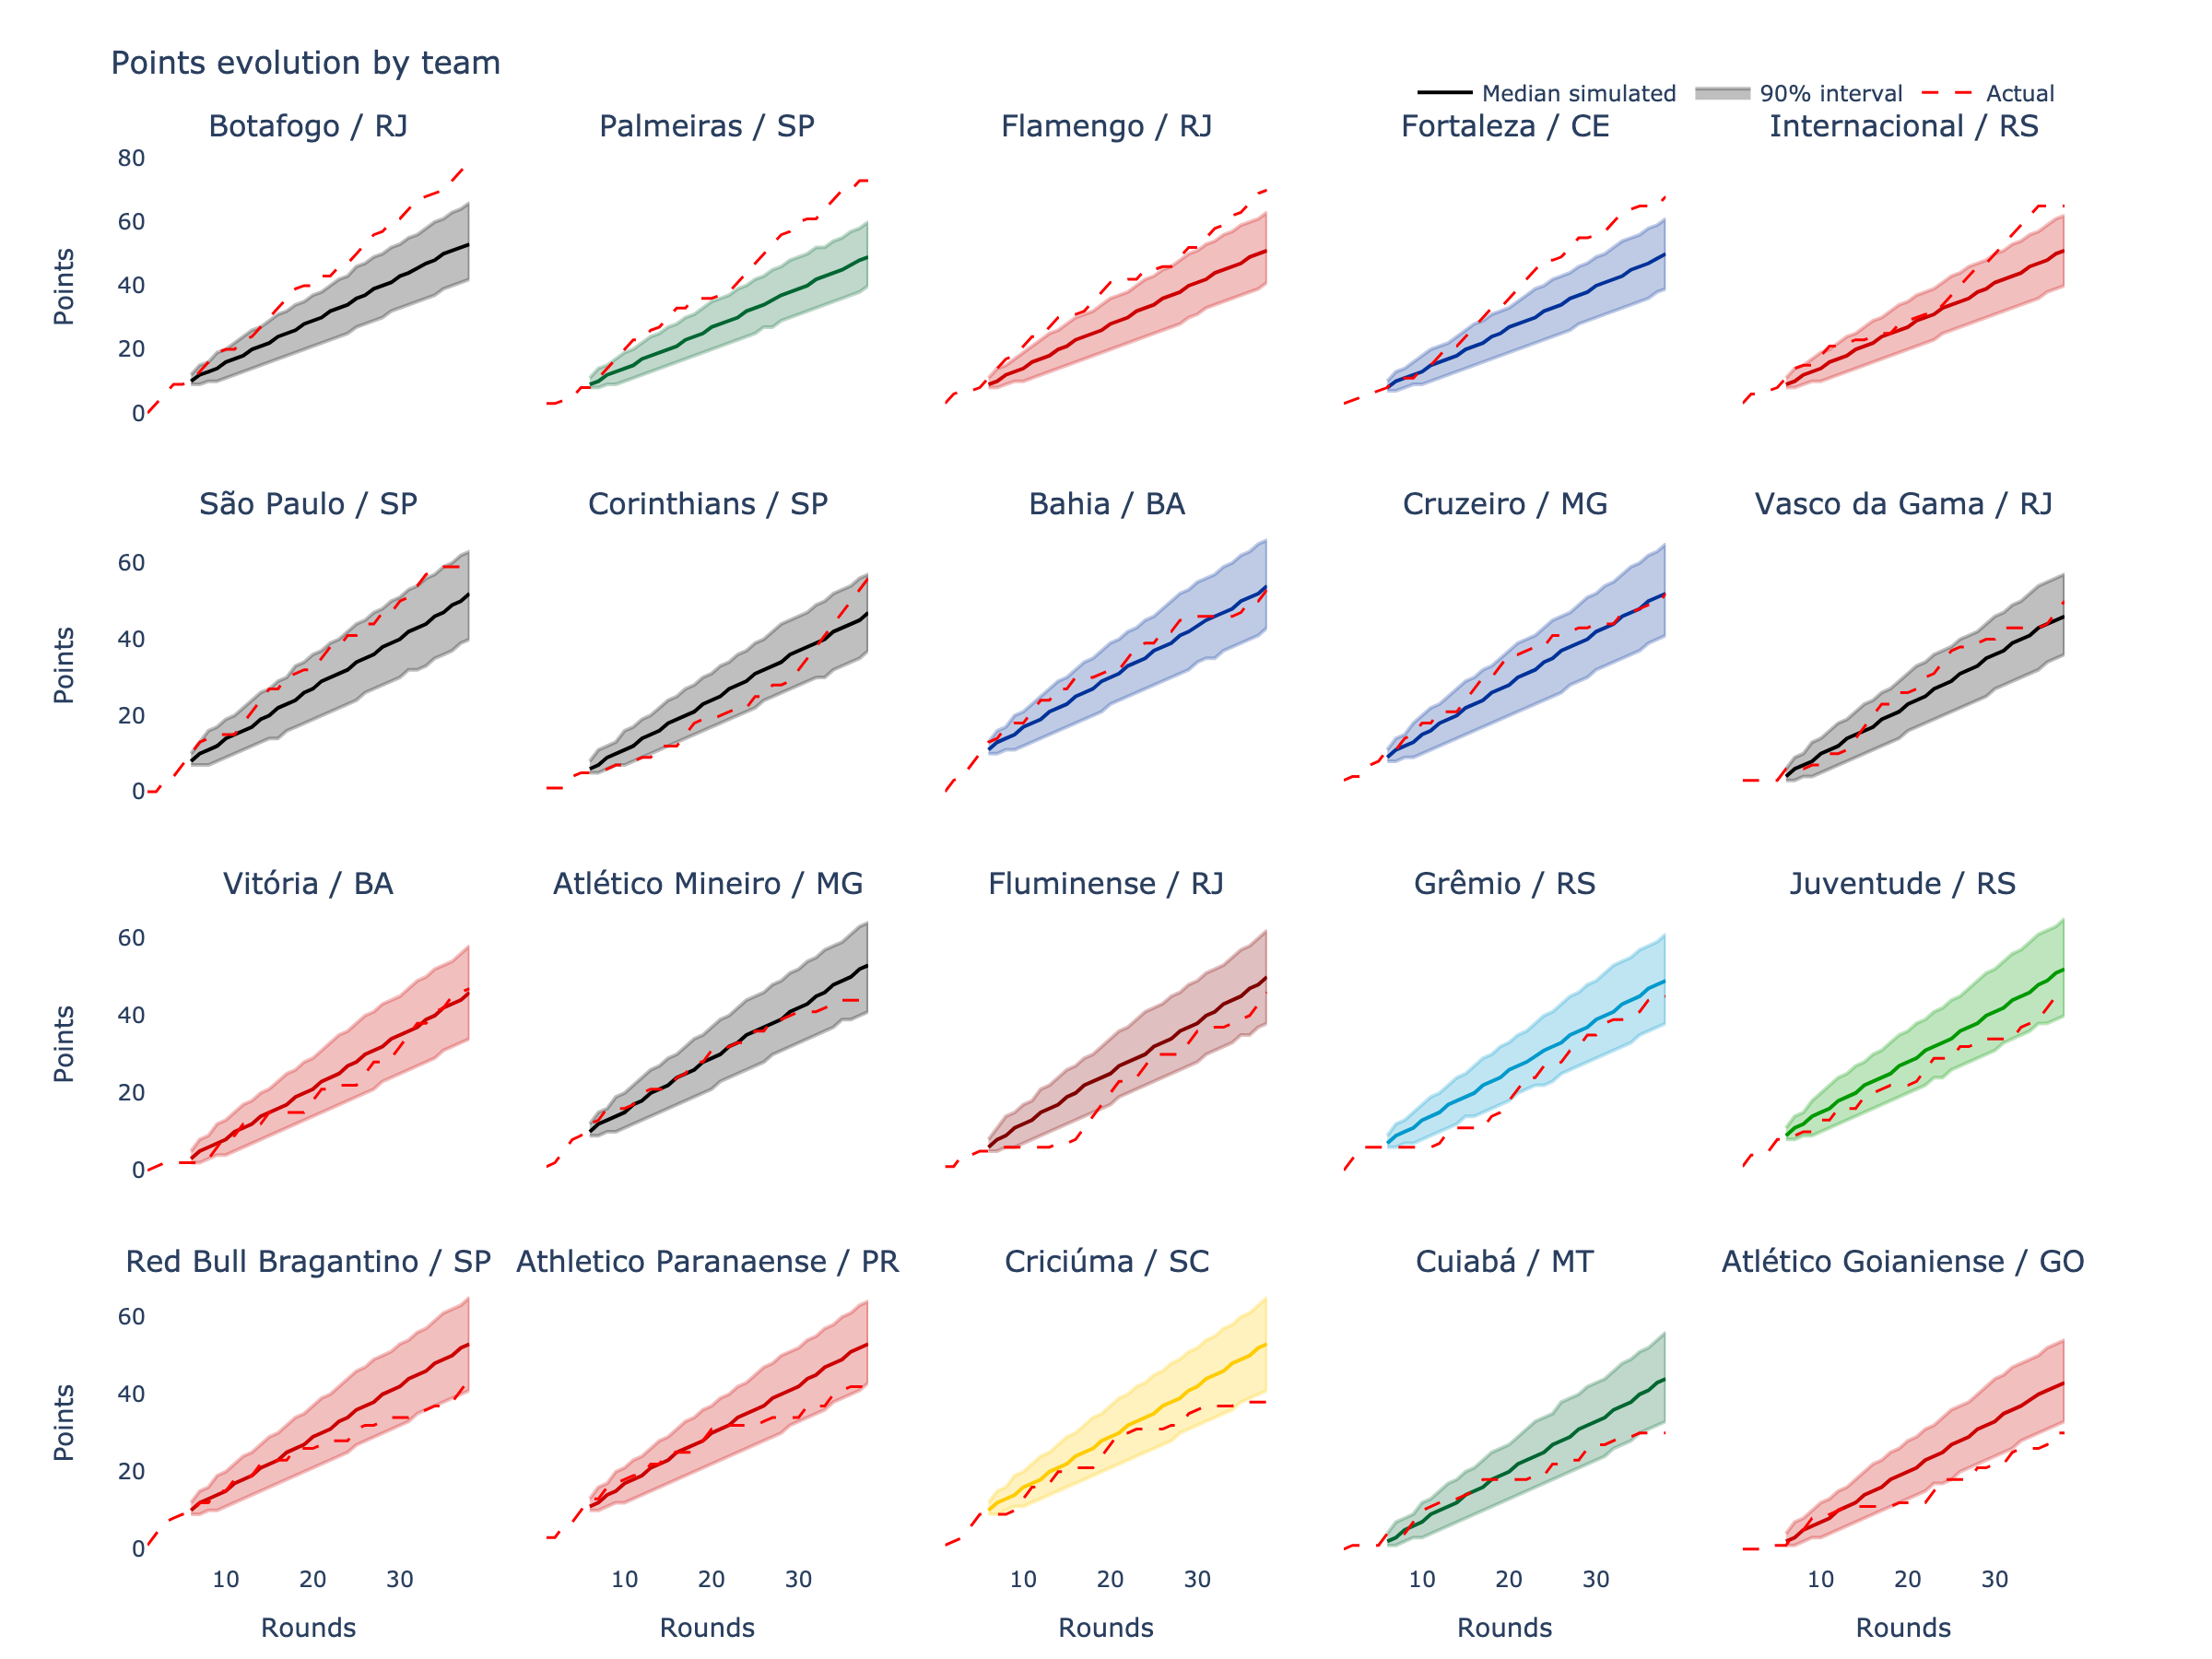 Points evolution by team
Median simulated 90% interval Actual
Botafogo / RJ Palmeiras / SP Flamengo / RJ Fortaleza / CE Internacional / RS
80
60
40
20
0
Points
São Paulo / SP Corinthians / SP Bahia / BA Cruzeiro / MG Vasco da Gama / RJ
60
40
20
0
Points
Vitória / BA Atlético Mineiro / MG Fluminense / RJ Grêmio / RS Juventude / RS
60
40
20
0
Points
Red Bull Bragantino / SP Athletico Paranaense / PR Criciúma / SC Cuiabá / MT Atlético Goianiense / GO
60
40
20
0
Points
10 20 30 10 20 30 10 20 30 10 20 30 10 20 30
Rounds Rounds Rounds Rounds Rounds